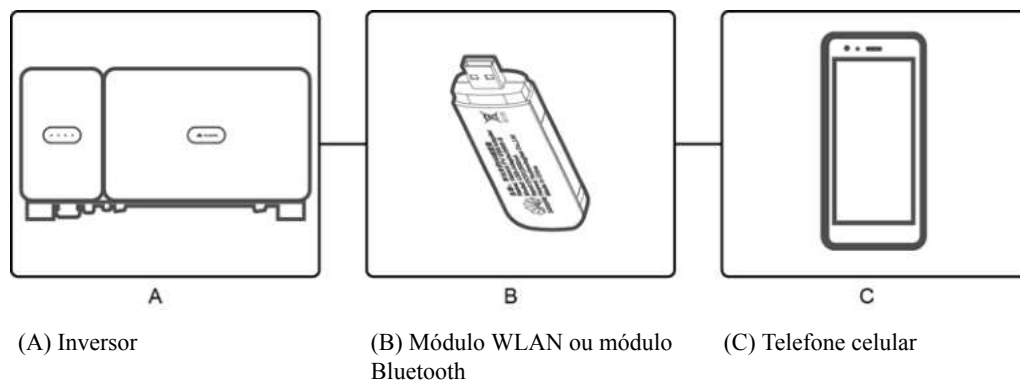 A
B
C
(A) Inversor
(B) Módulo WLAN ou módulo
Bluetooth
(C) Telefone celular